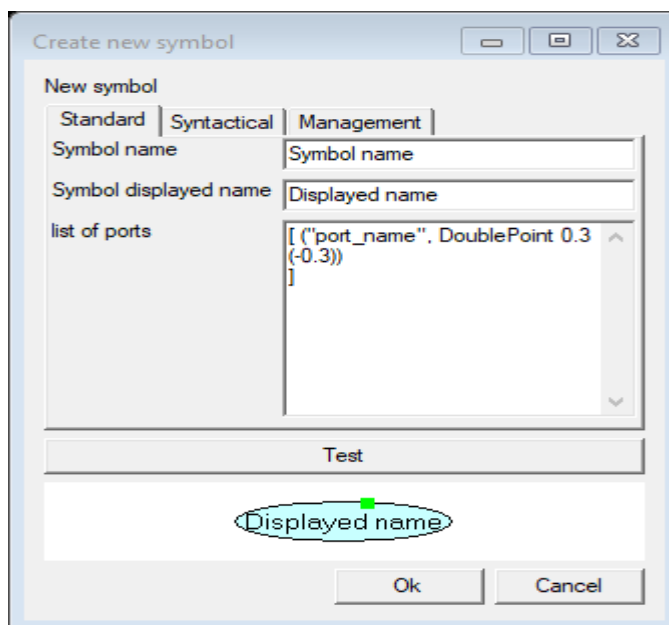 Create new symbol
New symbol
Standard Syntactical Management
Symbol name Symbol name
Symbol displayed name Displayed name
list of ports [ ("port_name", DoublePoint 0.3
(-0.3))
]
Test
Displayed name
Ok Cancel